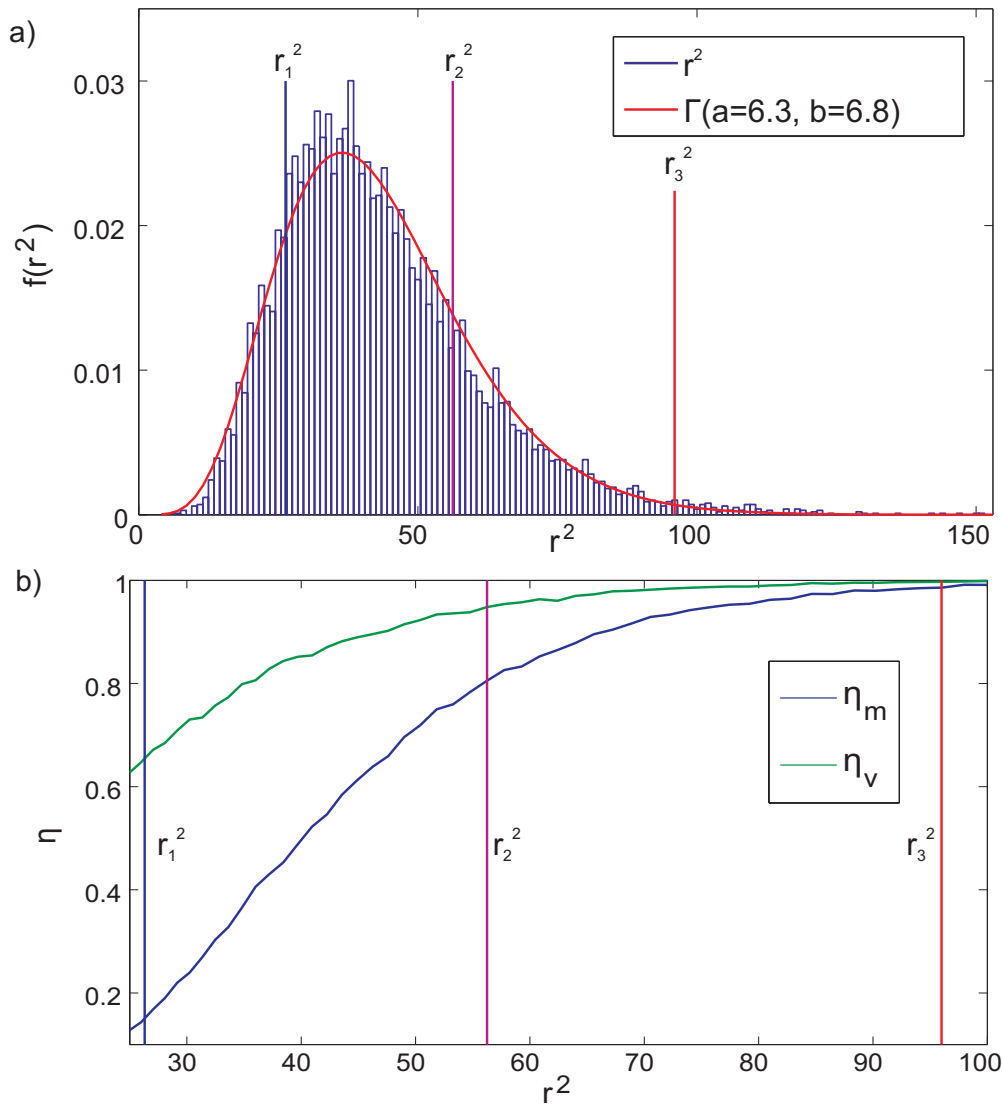 a)
r₁²
r₂²
r₃²
r²
Γ(a=6.3, b=6.8)
0.03
0.02
0.01
0
f(r²)
0
50
100
150
r²
b)
1
0.8
0.6
0.4
0.2
η
η_m
η_v
r₁²
r₂²
r₃²
30
40
50
60
70
80
90
100
r²